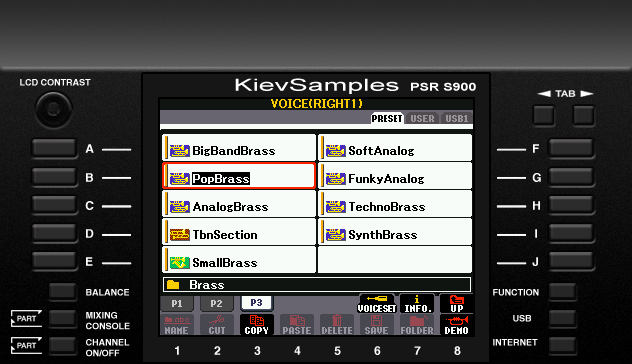 LCD CONTRAST
KievSamples PSR S900
TAB
VOICE(RIGHT1)
PRESET USER USB1
A BigBandBrass SoftAnalog F
B PopBrass FunkyAnalog G
C AnalogBrass TechnoBrass H
D TbnSection SynthBrass I
E SmallBrass J
Brass
BALANCE P1 P2 P3 VOICESET INFO. UP FUNCTION
PART MIXING CONSOLE NAME CUT COPY PASTE DELETE SAVE FOLDER DEMO USB
PART CHANNEL ON/OFF INTERNET
1 2 3 4 5 6 7 8